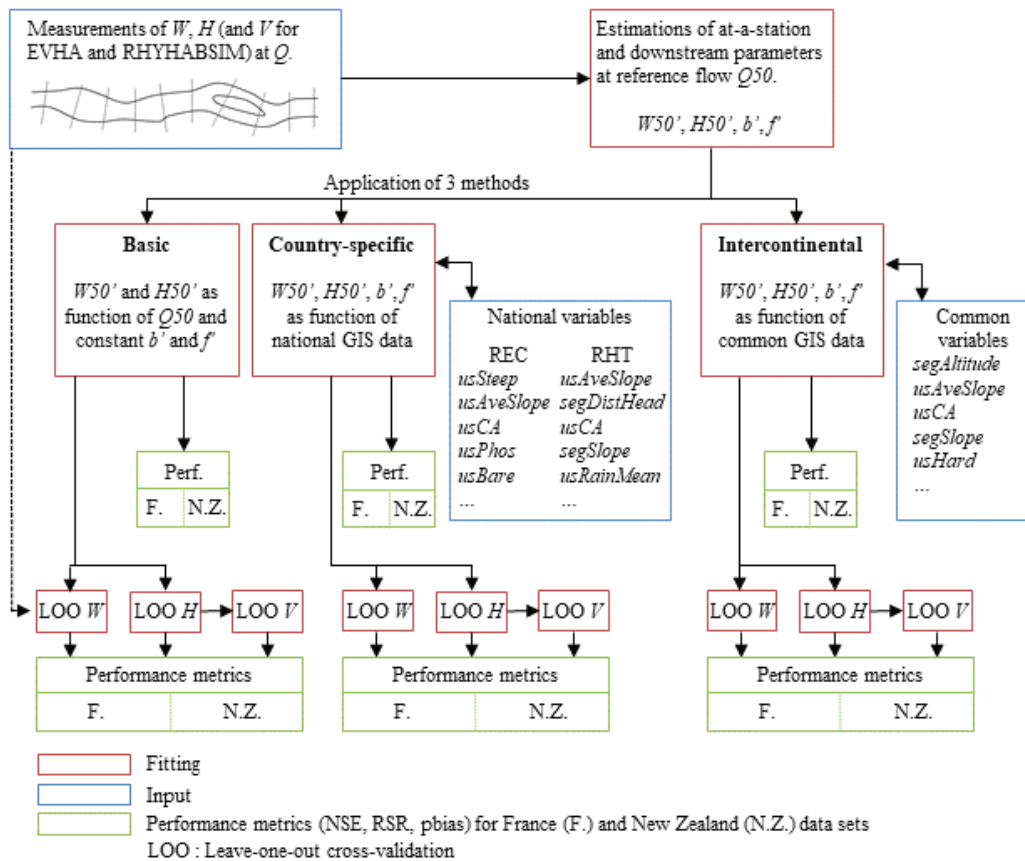 Measurements of W, H (and V for
EVHA and RHYHABSIM) at Q.
Estimations of at-a-station
and downstream parameters
at reference flow Q50.
W50’, H50’, b’, f’
Application of 3 methods
Basic
W50’ and H50’ as
function of Q50 and
constant b’ and f’
Country-specific
W50’, H50’, b’, f’
as function of
national GIS data
National variables
REC
usSteep
usAveSlope
usCA
usPhos
usBare
…
RHT
usAveSlope
segDistHead
usCA
segSlope
usRainMean
…
Intercontinental
W50’, H50’, b’, f’
as function of
common GIS data
Common
variables
segAltitude
usAveSlope
usCA
segSlope
usHard
…
Perf.
F. N.Z.
Perf.
F. N.Z.
Perf.
F. N.Z.
LOO W LOO H LOO V
Performance metrics
F. N.Z.
LOO W LOO H LOO V
Performance metrics
F. N.Z.
LOO W LOO H LOO V
Performance metrics
F. N.Z.
Fitting
Input
Performance metrics (NSE, RSR, pbias) for France (F.) and New Zealand (N.Z.) data sets
LOO : Leave-one-out cross-validation